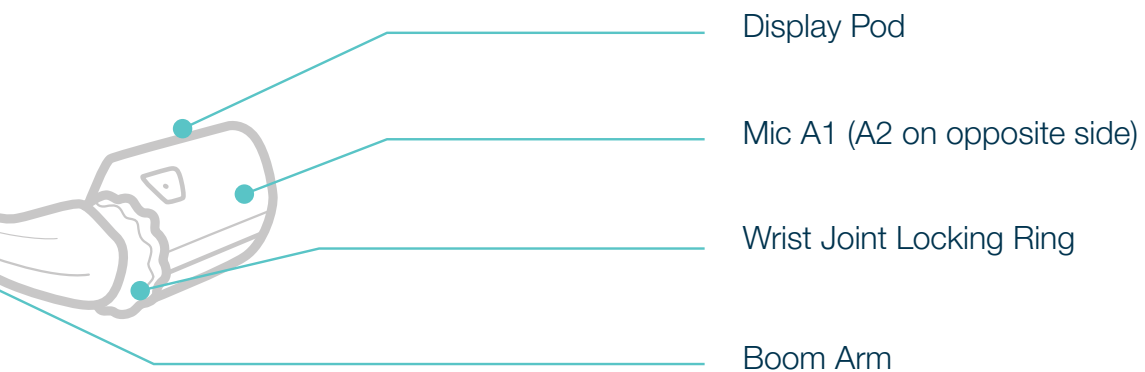 Display Pod
Mic A1 (A2 on opposite side)
Wrist Joint Locking Ring
Boom Arm